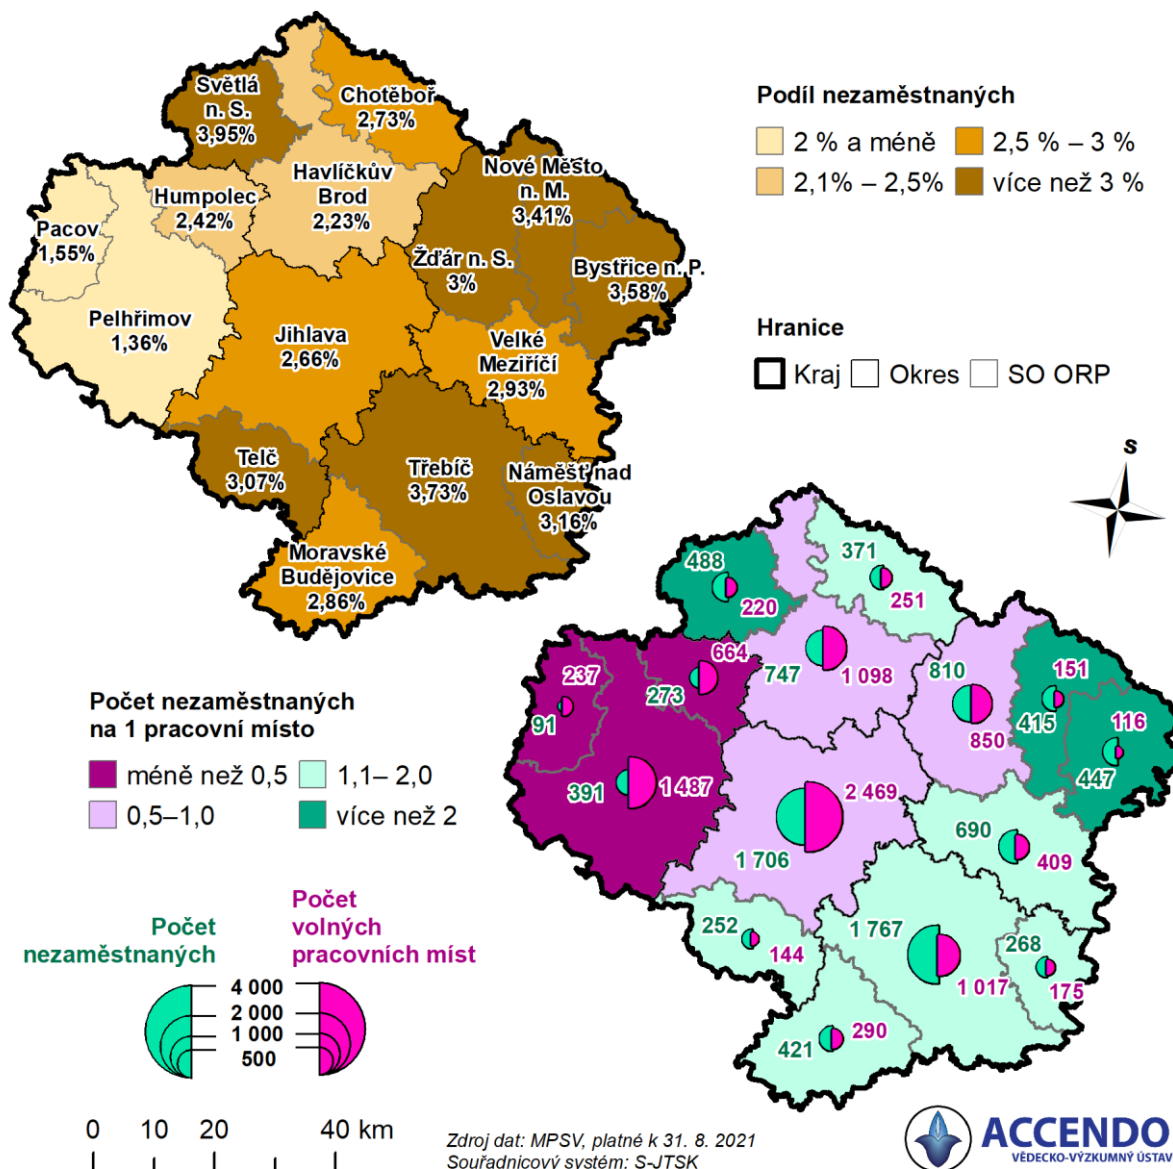 Světlá
n. S.
3,95%
Chotěboř
2,73%
Havlíčkův
Brod
2,23%
Humpolec
2,42%
Pacov
1,55%
Pelhřimov
1,36%
Nové Město
n. M.
3,41%
Žďár n. S.
3%
Bystřice n. P.
3,58%
Jihlava
2,66%
Velké
Meziříčí
2,93%
Telč
3,07%
Třebíč
3,73%
Náměšť nad
Oslavou
3,16%
Moravské
Budějovice
2,86%
Podíl nezaměstnaných
2 % a méně
2,5 % – 3 %
2,1% – 2,5%
více než 3 %
Hranice
Kraj
Okres
SO ORP
S
Počet nezaměstnaných
na 1 pracovní místo
méně než 0,5
1,1– 2,0
0,5–1,0
více než 2
Počet
nezaměstnaných
Počet
volných
pracovních míst
4 000
2 000
1 000
500
488
220
371
251
664
273
237
91
747
1 098
810
850
151
415
116
447
391
1 487
2 469
1 706
690
409
252
144
1 767
1 017
268
175
290
421
0 10 20 40 km
Zdroj dat: MPSV, platné k 31. 8. 2021
Souřadnicový systém: S-JTSK
ACCENDO
VĚDECKO-VÝZKUMNÝ ÚSTAV